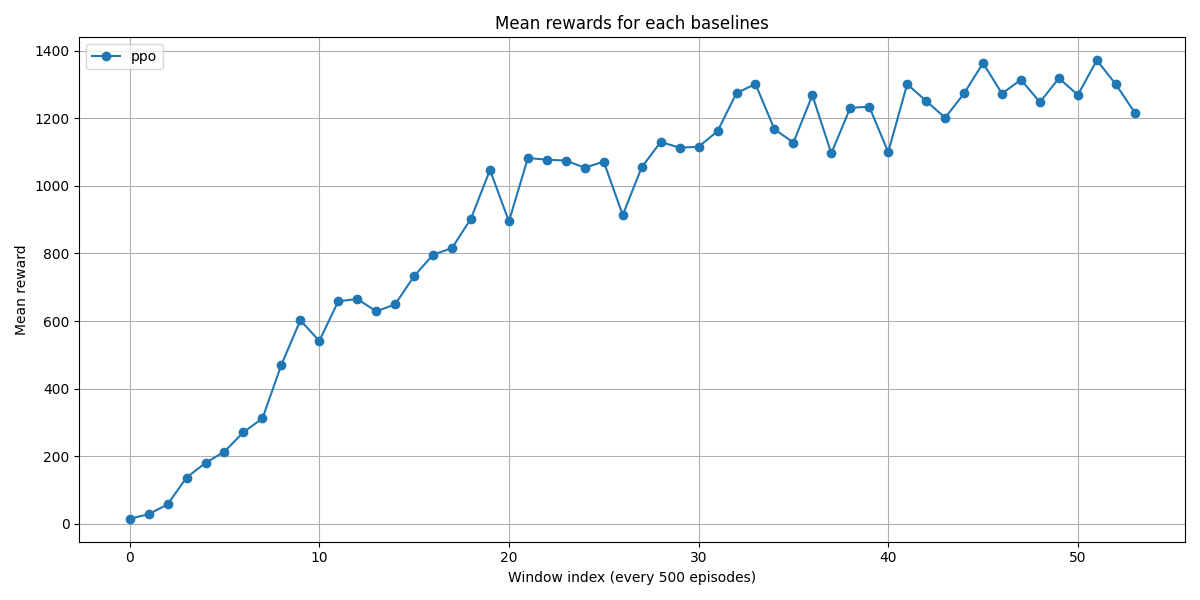 Mean rewards for each baselines
ppo
Mean reward
1400
1200
1000
800
600
400
200
0
0 10 20 30 40 50
Window index (every 500 episodes)